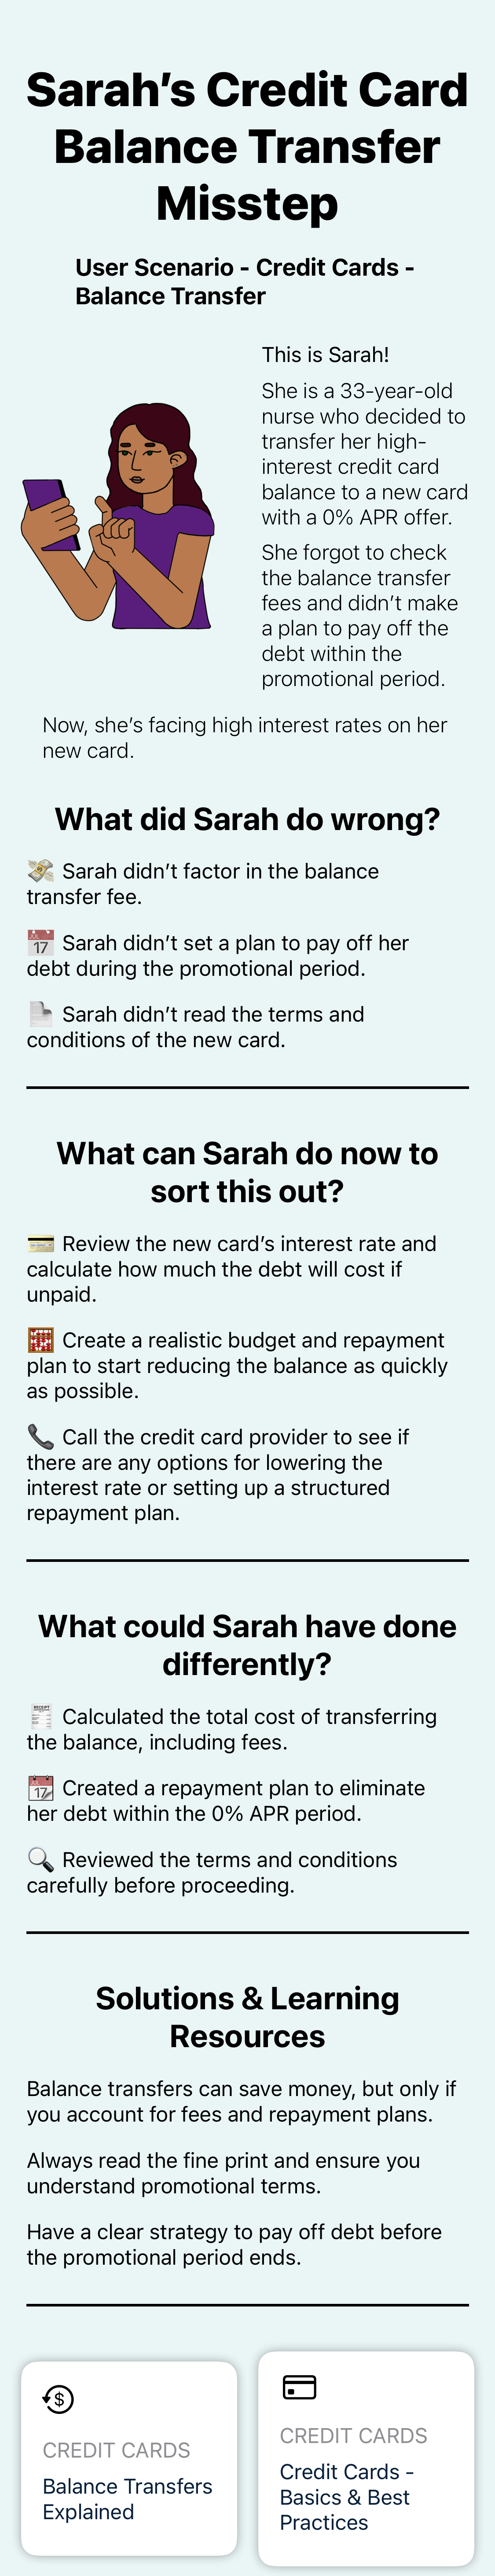 Sarah’s Credit Card
Balance Transfer
Misstep
User Scenario - Credit Cards -
Balance Transfer
This is Sarah!
She is a 33-year-old
nurse who decided to
transfer her high-
interest credit card
balance to a new card
with a 0% APR offer.
She forgot to check
the balance transfer
fees and didn’t make
a plan to pay off the
debt within the
promotional period.
Now, she’s facing high interest rates on her
new card.
What did Sarah do wrong?
💸 Sarah didn’t factor in the balance
transfer fee.
📅 Sarah didn’t set a plan to pay off her
debt during the promotional period.
📄 Sarah didn’t read the terms and
conditions of the new card.
What can Sarah do now to
sort this out?
💳 Review the new card’s interest rate and
calculate how much the debt will cost if
unpaid.
🧮 Create a realistic budget and repayment
plan to start reducing the balance as quickly
as possible.
📞 Call the credit card provider to see if
there are any options for lowering the
interest rate or setting up a structured
repayment plan.
What could Sarah have done
differently?
🧾 Calculated the total cost of transferring
the balance, including fees.
📆 Created a repayment plan to eliminate
her debt within the 0% APR period.
🔍 Reviewed the terms and conditions
carefully before proceeding.
Solutions & Learning
Resources
Balance transfers can save money, but only if
you account for fees and repayment plans.
Always read the fine print and ensure you
understand promotional terms.
Have a clear strategy to pay off debt before
the promotional period ends.
CREDIT CARDS
Balance Transfers
Explained
CREDIT CARDS
Credit Cards -
Basics & Best
Practices